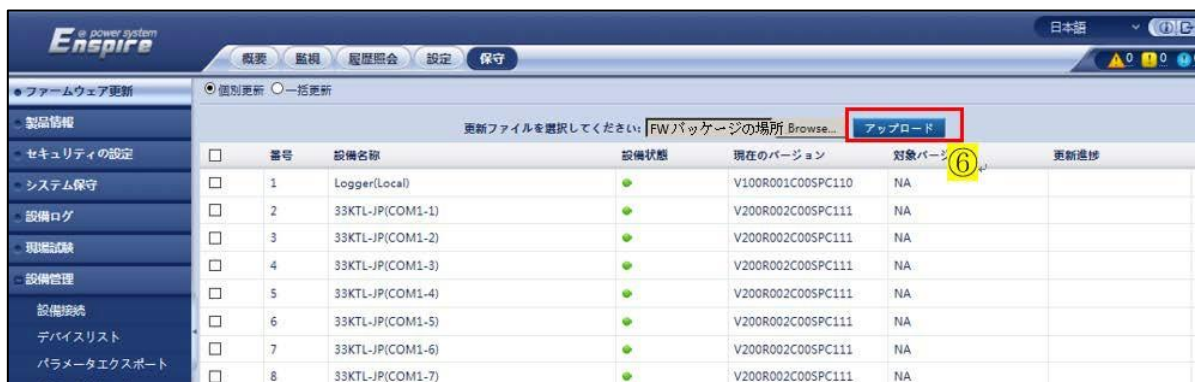 e power system
Enspire
日本語
概要 監視 履歴照会 設定 保守
0 0
ファームウェア更新
個別更新 一括更新
製品情報
更新ファイルを選択してください: FWパッケージの場所 Browse... アップロード
セキュリティの設定
番号 設備名称 設備状態 現在のバージョン 対象バージ 更新進捗
⑥
システム保守
1 Logger(Local) V100R001C00SPC110 NA
設備ログ
2 33KTL-JP(COM1-1) V200R002C00SPC111 NA
現場試験
3 33KTL-JP(COM1-2) V200R002C00SPC111 NA
4 33KTL-JP(COM1-3) V200R002C00SPC111 NA
設備管理
5 33KTL-JP(COM1-4) V200R002C00SPC111 NA
設備接続
6 33KTL-JP(COM1-5) V200R002C00SPC111 NA
デバイスリスト
7 33KTL-JP(COM1-6) V200R002C00SPC111 NA
パラメータエクスポート
8 33KTL-JP(COM1-7) V200R002C00SPC111 NA